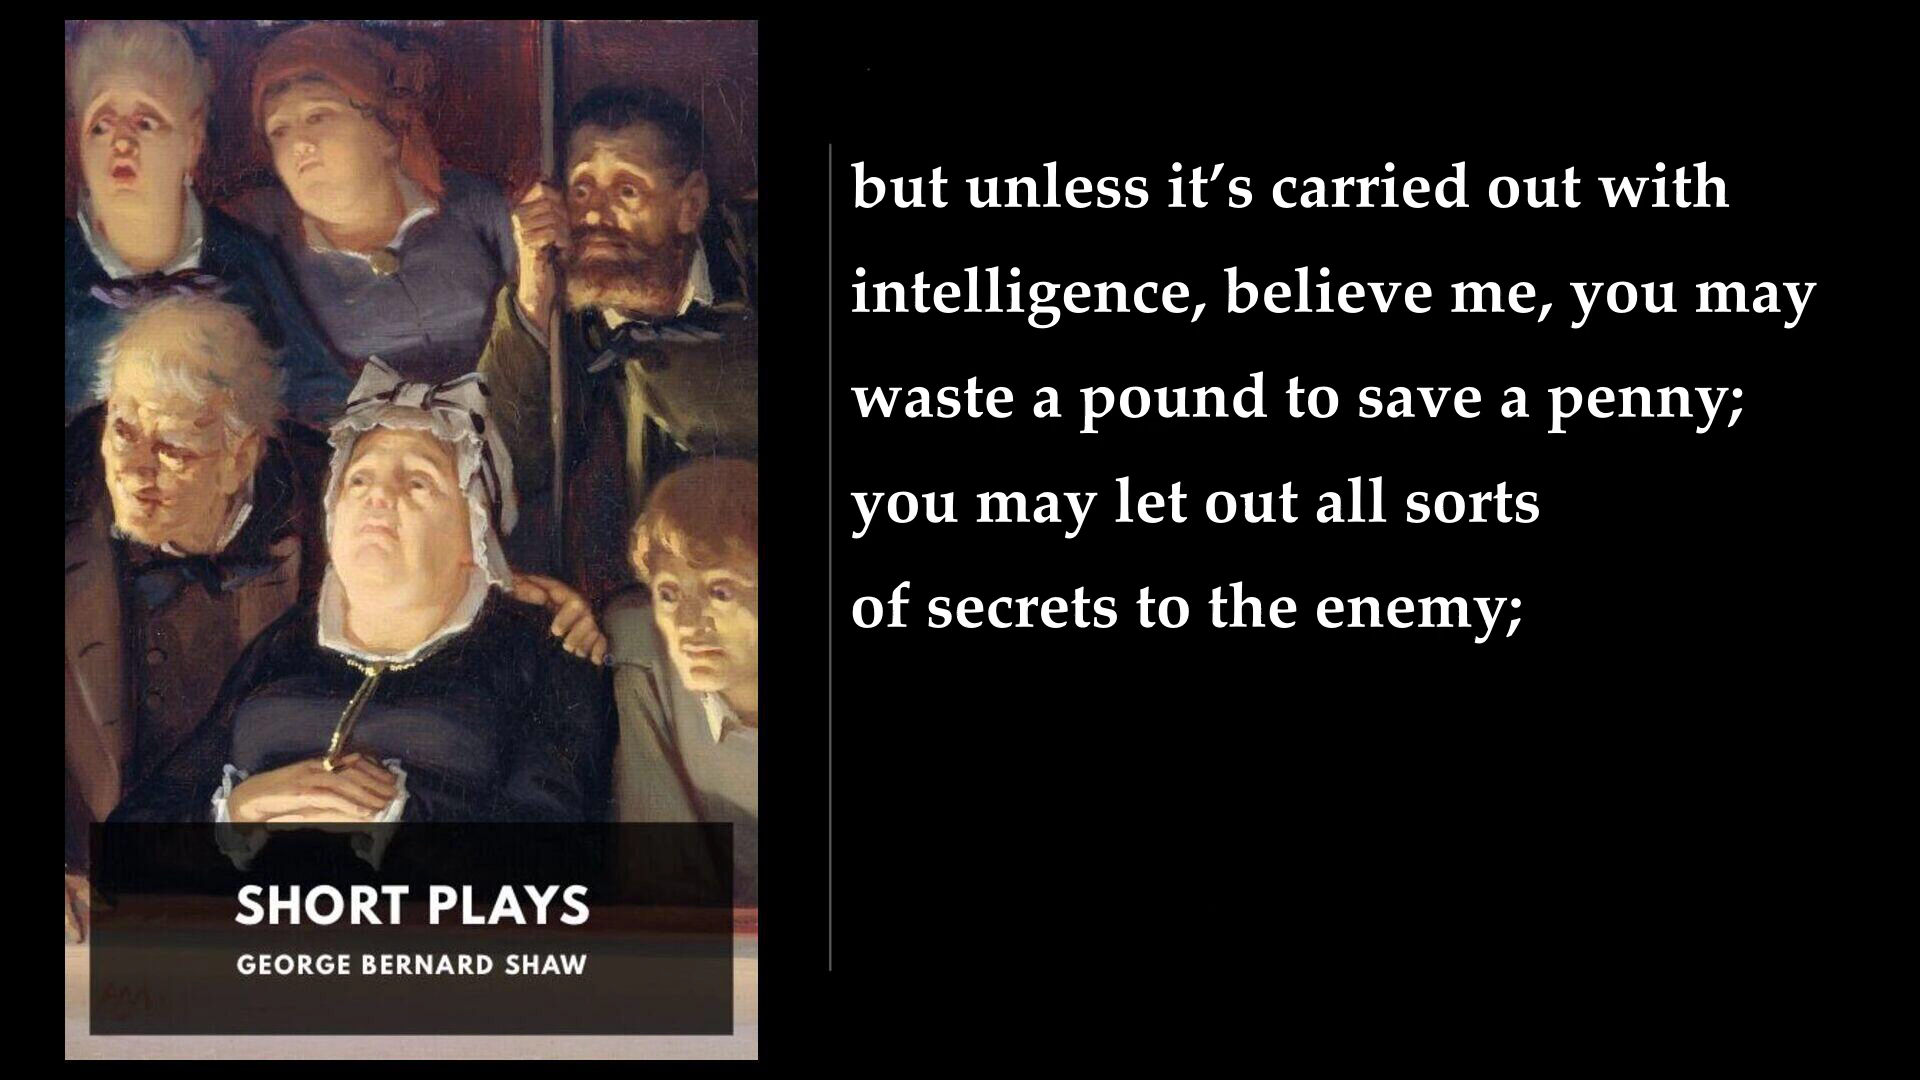 but unless it’s carried out with
intelligence, believe me, you may
waste a pound to save a penny;
you may let out all sorts
of secrets to the enemy;
SHORT PLAYS
GEORGE BERNARD SHAW